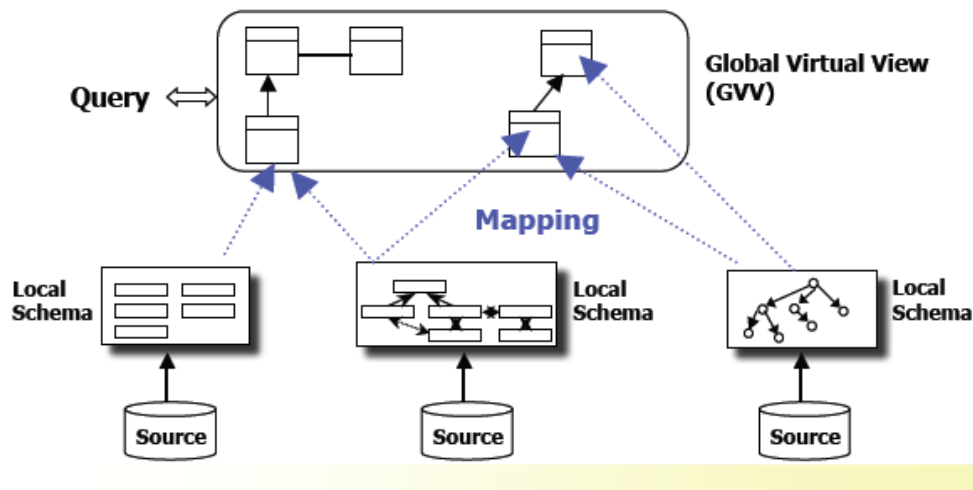 Global Virtual View
(GVV)
Query
Mapping
Local
Schema
Local
Schema
Local
Schema
Source
Source
Source